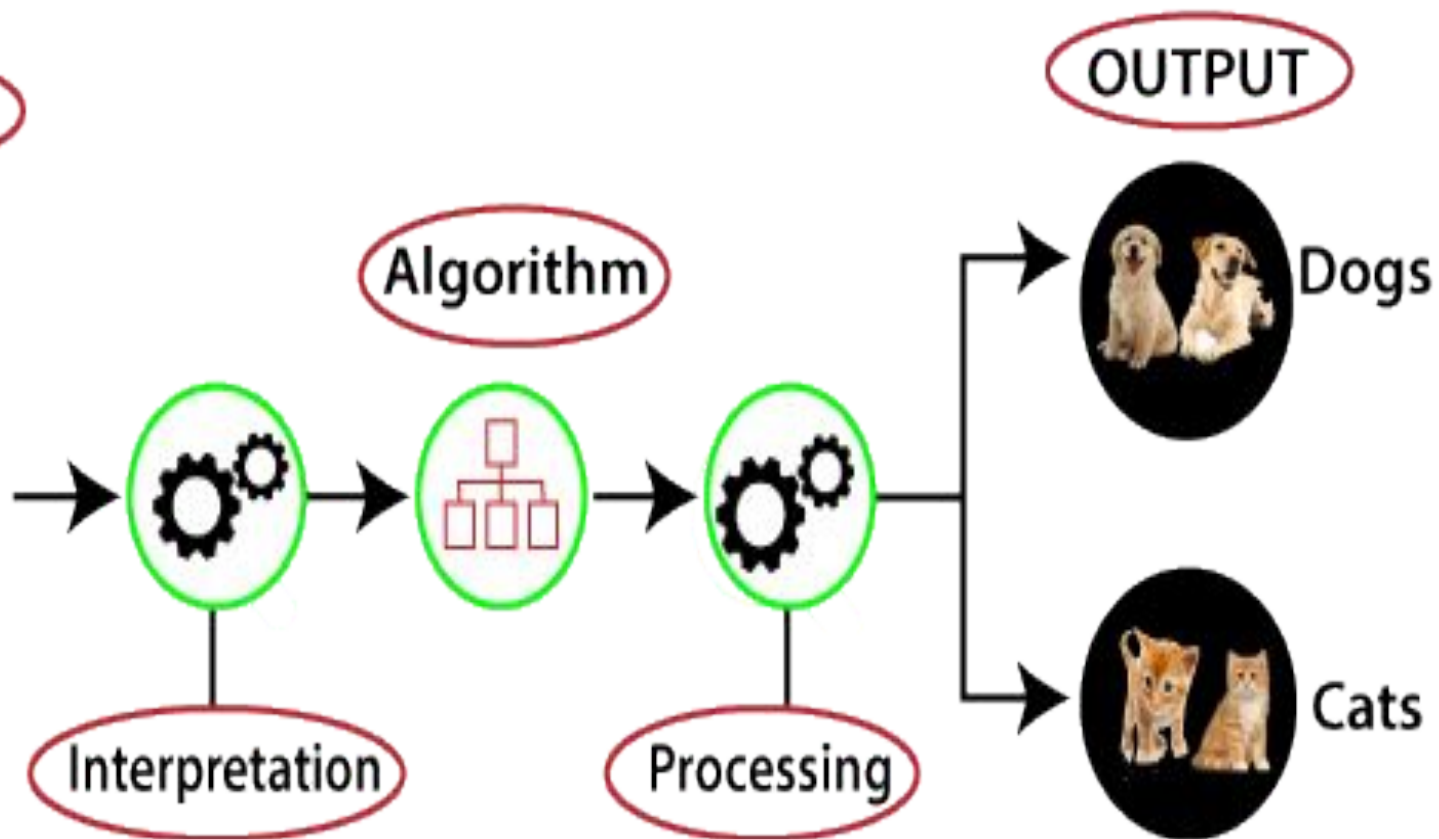 OUTPUT
Algorithm
Dogs
Cats
Interpretation
Processing